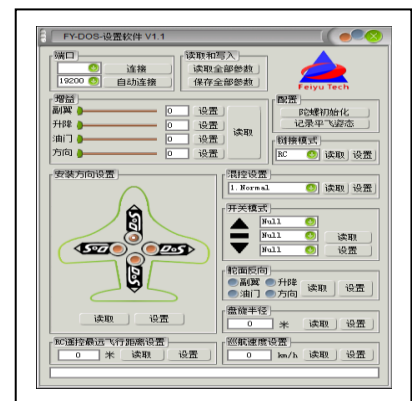 FY-DOS-设置软件 V1.1
端口
连接
19200 自动连接
读取和写入
读取全部参数
保存全部参数
Feiyu Tech
增益
副翼 0 设置
升降 0 设置
油门 0 设置
方向 0 设置
读取
配置
陀螺初始化
记录平飞姿态
链接模式
RC 读取 设置
安装方向设置
DOS DOS
DOS DOS
读取 设置
混控设置
1.Normal 读取 设置
开关模式
Null
Null 读取
Null 设置
舵面反向
副翼 升降
油门 方向
读取 设置
盘旋半径
0 米 读取 设置
RC遥控最远飞行距离设置
0 米 读取 设置
巡航速度设置
0 km/h 读取 设置